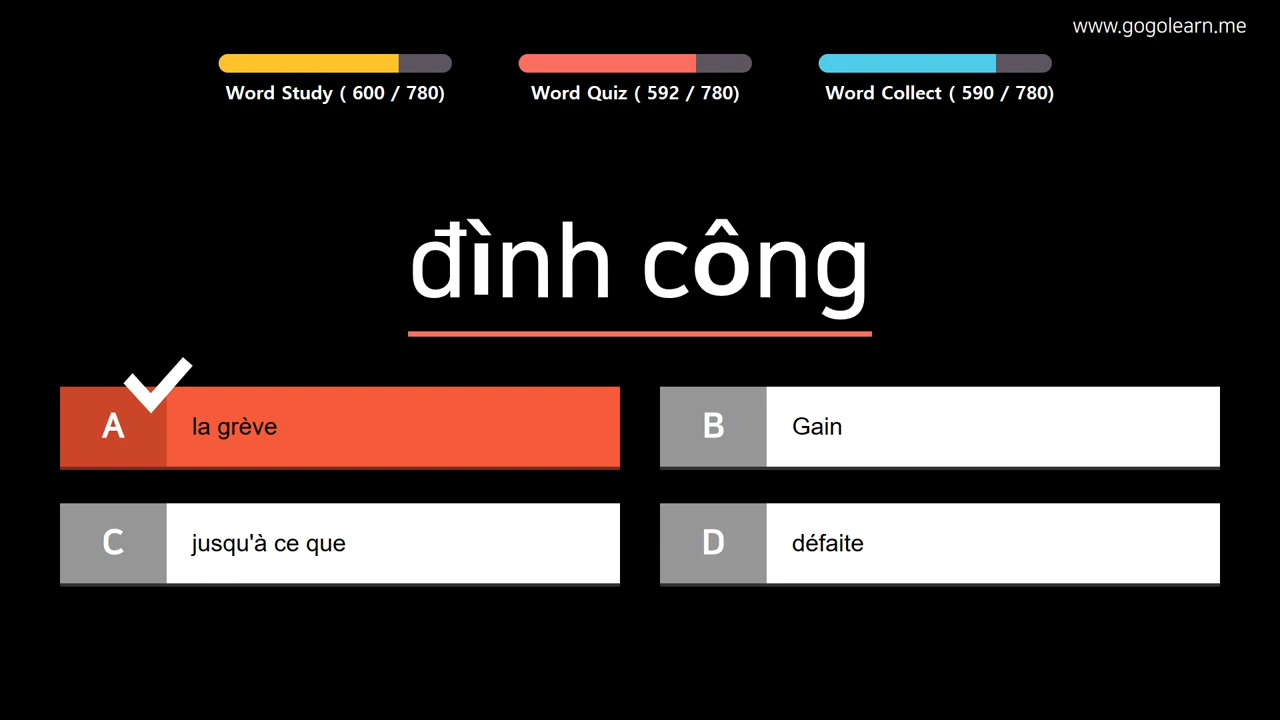 www.gogolearn.me
Word Study ( 600 / 780)
Word Quiz ( 592 / 780)
Word Collect ( 590 / 780)
đình công
A la grève
B Gain
C jusqu'à ce que
D défaite